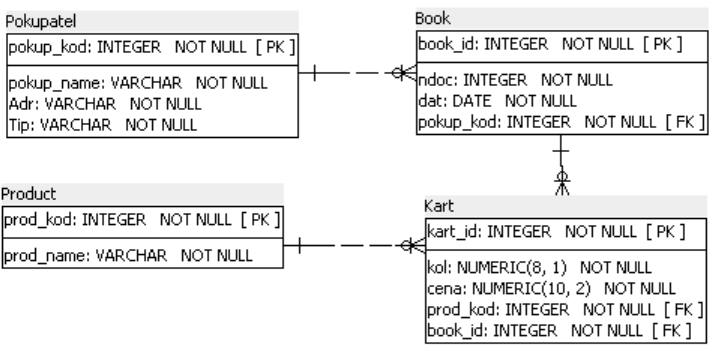 Pokupatel
pokup_kod: INTEGER NOT NULL [ PK ]
pokup_name: VARCHAR NOT NULL
Adr: VARCHAR NOT NULL
Tip: VARCHAR NOT NULL
Book
book_id: INTEGER NOT NULL [ PK ]
ndoc: INTEGER NOT NULL
dat: DATE NOT NULL
pokup_kod: INTEGER NOT NULL [ FK ]
Product
prod_kod: INTEGER NOT NULL [ PK ]
prod_name: VARCHAR NOT NULL
Kart
kart_id: INTEGER NOT NULL [ PK ]
kol: NUMERIC(8, 1) NOT NULL
cena: NUMERIC(10, 2) NOT NULL
prod_kod: INTEGER NOT NULL [ FK ]
book_id: INTEGER NOT NULL [ FK ]